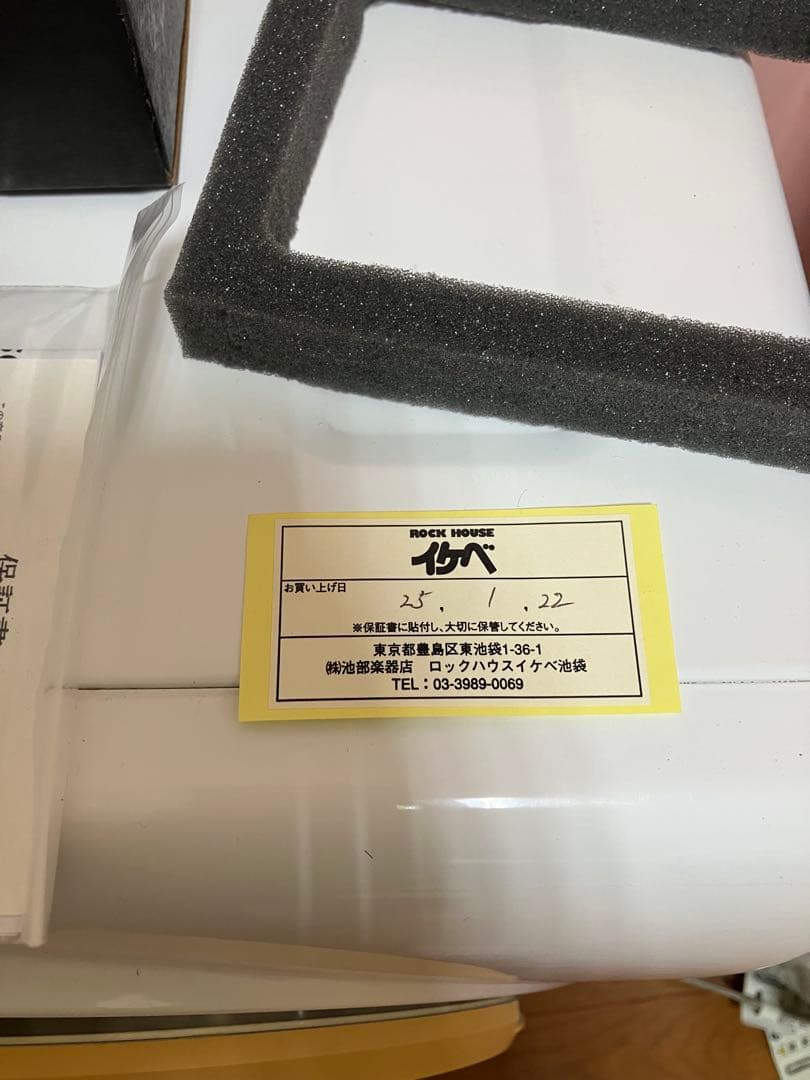 ROCK HOUSE
イケベ
お買い上げ日
25. 1. 22
※保証書に貼付し、大切に保管してください。
東京都豊島区東池袋1-36-1
㈱池部楽器店 ロックハウスイケベ池袋
TEL：03-3989-0069
保証書